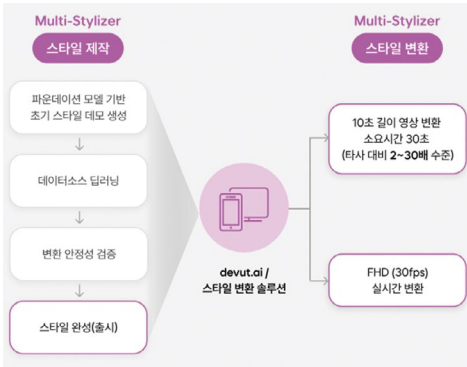 Multi-Stylizer
스타일 제작
파운데이션 모델 기반
초기 스타일 데모 생성
데이터소스 딥러닝
변환 안정성 검증
스타일 완성(출시)
devut.ai /
스타일 변환 솔루션
Multi-Stylizer
스타일 변환
10초 길이 영상 변환
소요시간 30초
(타사 대비 2~30배 수준)
FHD (30fps)
실시간 변환